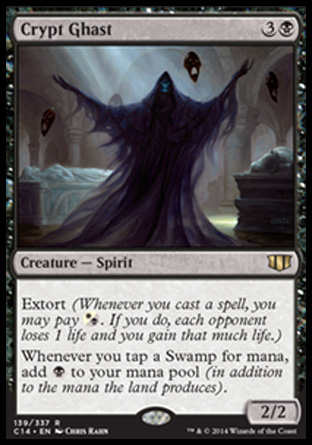 Crypt Ghast 3
Creature — Spirit
Extort (Whenever you cast a spell, you
may pay . If you do, each opponent
loses 1 life and you gain that much life.)
Whenever you tap a Swamp for mana,
add to your mana pool (in addition
to the mana the land produces).
2/2
139/337 R
C14 • EN Chris Rahn ™ & © 2014 Wizards of the Coast